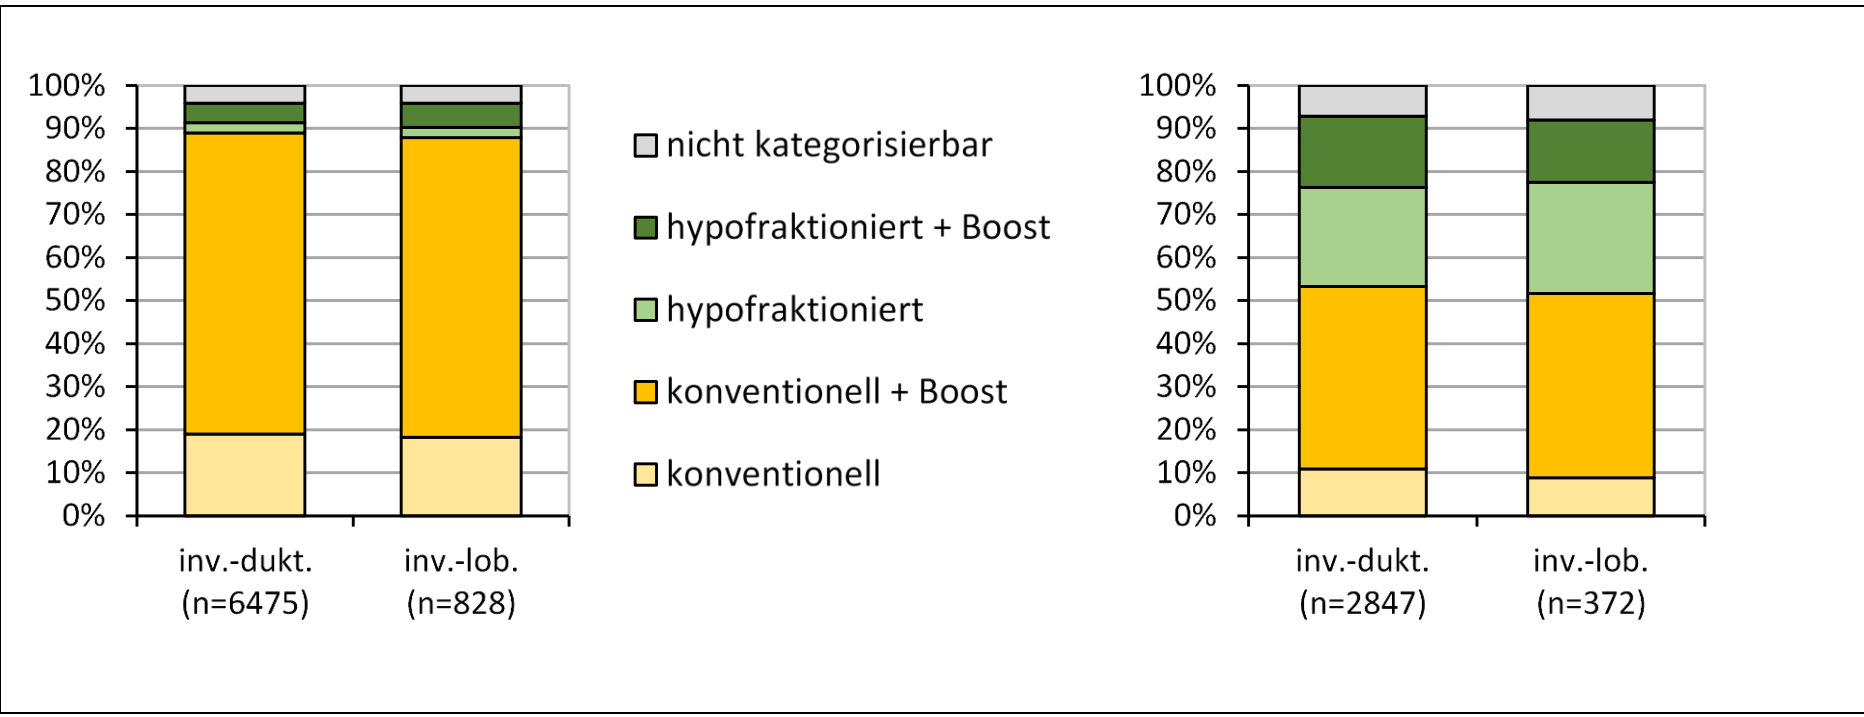 100%
90%
80%
70%
60%
50%
40%
30%
20%
10%
0%
inv.-dukt.
(n=6475)
inv.-lob.
(n=828)
nicht kategorisierbar
hypofraktioniert + Boost
hypofraktioniert
konventionell + Boost
konventionell
100%
90%
80%
70%
60%
50%
40%
30%
20%
10%
0%
inv.-dukt.
(n=2847)
inv.-lob.
(n=372)